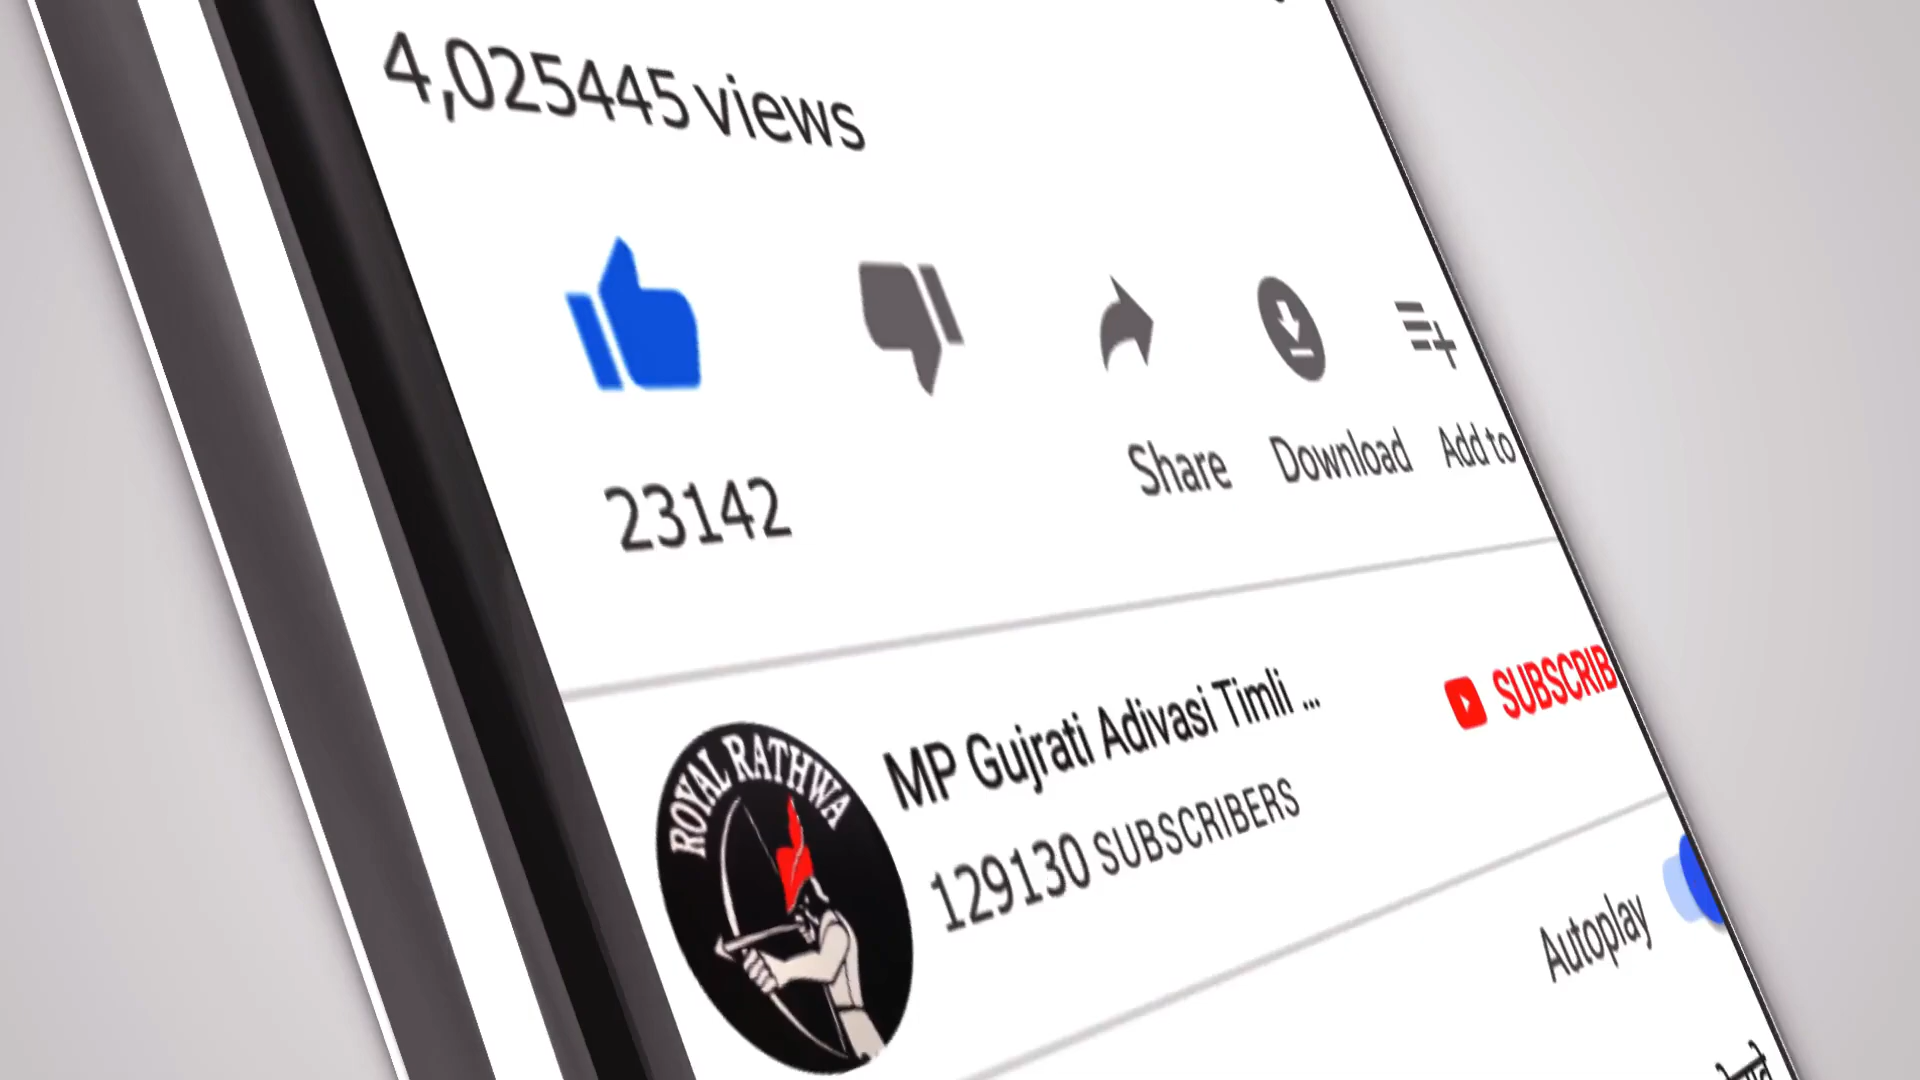 4,025445 views
23142
Share
Download
Add to
ROYAL RATHWA
MP Gujrati Adivasi Timli ...
SUBSCRIB
129130 SUBSCRIBERS
Autoplay